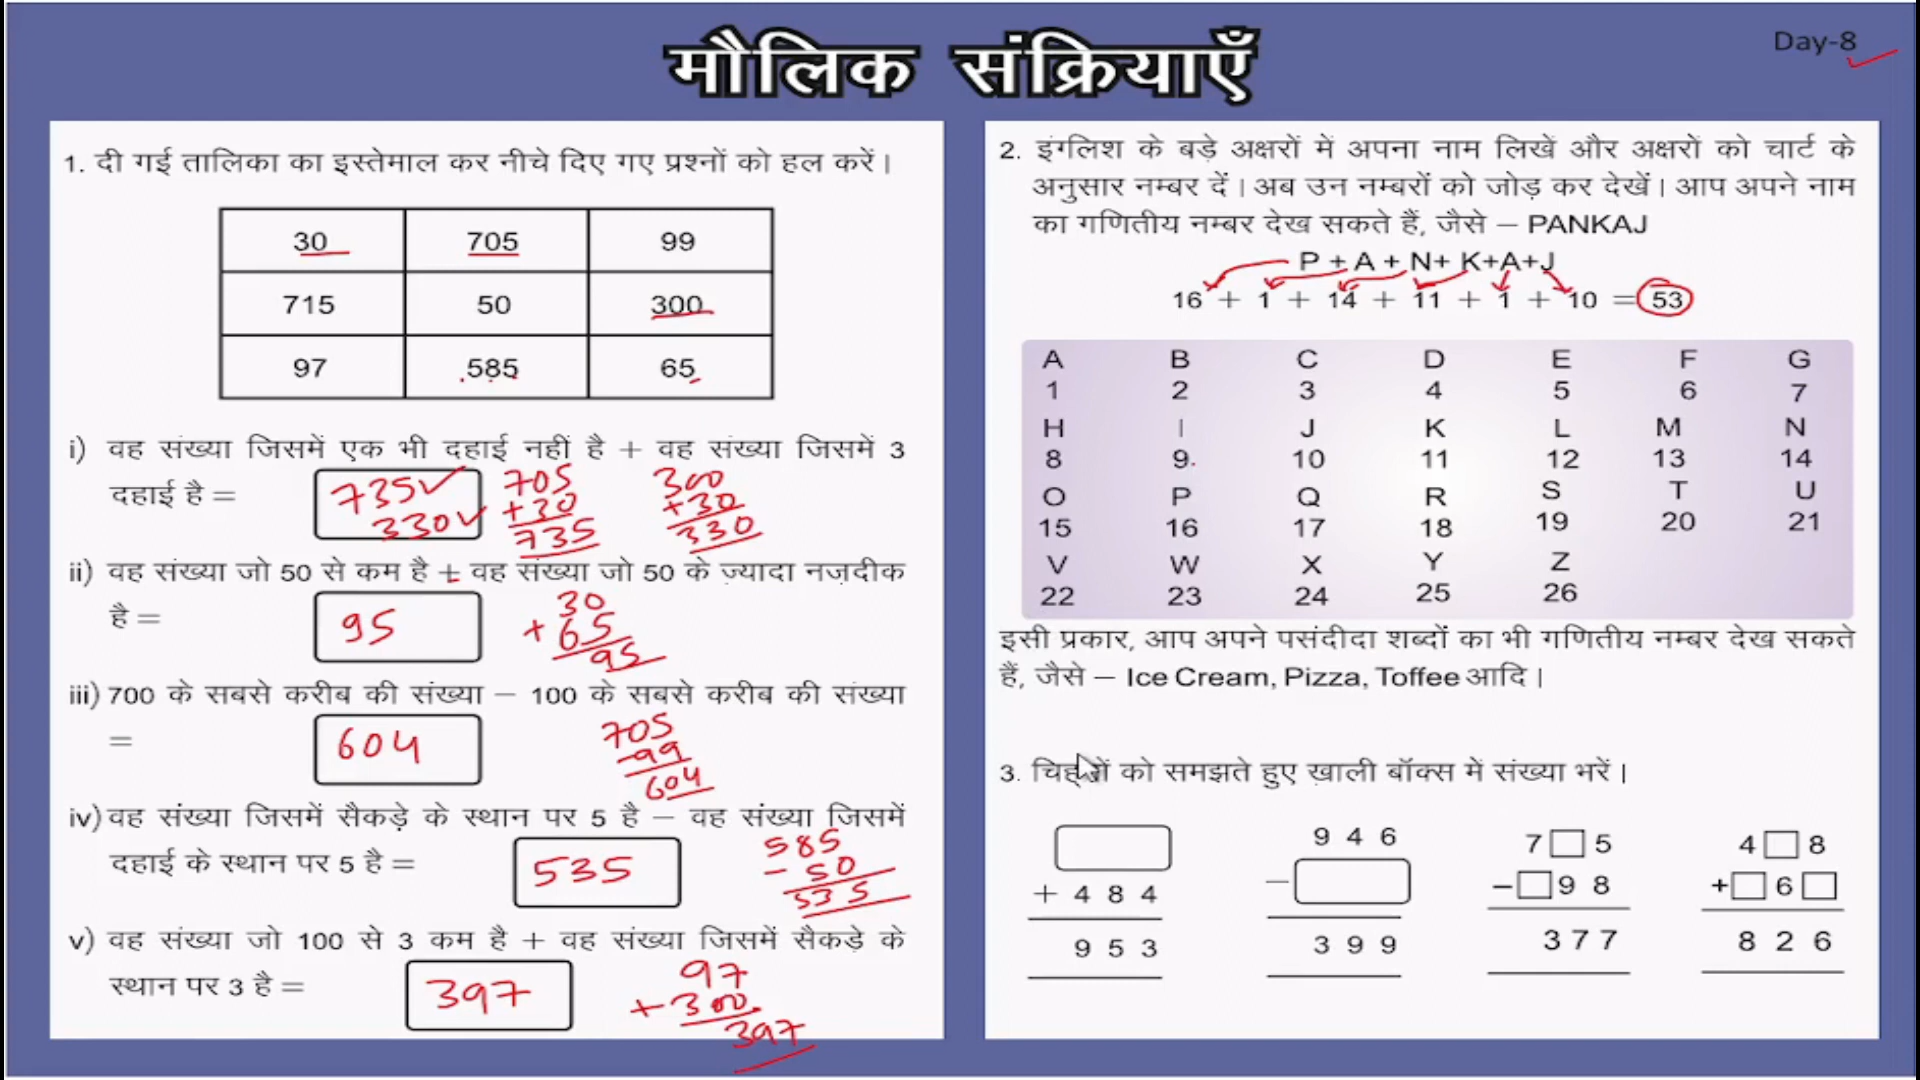 मौलिक संक्रियाएँ
Day-8
1. दी गई तालिका का इस्तेमाल कर नीचे दिए गए प्रश्नों को हल करें।
30 705 99
715 50 300
97 585 65
i) वह संख्या जिसमें एक भी दहाई नहीं है + वह संख्या जिसमें 3
दहाई है =
735
330
705
+30
735
300
+30
330
ii) वह संख्या जो 50 से कम है + वह संख्या जो 50 के ज़्यादा नज़दीक
है =
95
30
+ 65
95
iii) 700 के सबसे करीब की संख्या – 100 के सबसे करीब की संख्या
=
604
705
-99
604
iv) वह संख्या जिसमें सैकड़े के स्थान पर 5 है – वह संख्या जिसमें
दहाई के स्थान पर 5 है =
535
585
- 50
535
v) वह संख्या जो 100 से 3 कम है + वह संख्या जिसमें सैकड़े के
स्थान पर 3 है =
397
97
+300
397
2. इंग्लिश के बड़े अक्षरों में अपना नाम लिखें और अक्षरों को चार्ट के
अनुसार नम्बर दें। अब उन नम्बरों को जोड़ कर देखें। आप अपने नाम
का गणितीय नम्बर देख सकते हैं, जैसे – PANKAJ
P + A + N+ K+A+J
16 + 1 + 14 + 11 + 1 + 10 = 53
A B C D E F G
1 2 3 4 5 6 7
H I J K L M N
8 9 10 11 12 13 14
O P Q R S T U
15 16 17 18 19 20 21
V W X Y Z
22 23 24 25 26
इसी प्रकार, आप अपने पसंदीदा शब्दों का भी गणितीय नम्बर देख सकते
हैं, जैसे – Ice Cream, Pizza, Toffee आदि।
3. चिह्नों को समझते हुए ख़ाली बॉक्स में संख्या भरें।
+ 4 8 4
9 5 3
9 4 6
–
3 9 9
7 □ 5
– □ 9 8
3 7 7
4 □ 8
+ □ 6 □
8 2 6